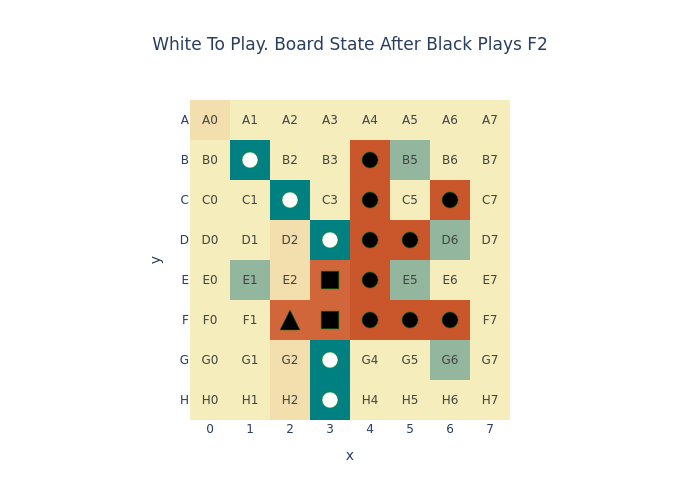 White To Play. Board State After Black Plays F2
A A0 A1 A2 A3 A4 A5 A6 A7
B B0 B2 B3 B5 B6 B7
C C0 C1 C3 C5 C7
D D0 D1 D2 D6 D7
E E0 E1 E2 E5 E6 E7
F F0 F1 F7
G G0 G1 G2 G4 G5 G6 G7
H H0 H1 H2 H4 H5 H6 H7
0 1 2 3 4 5 6 7
x
y